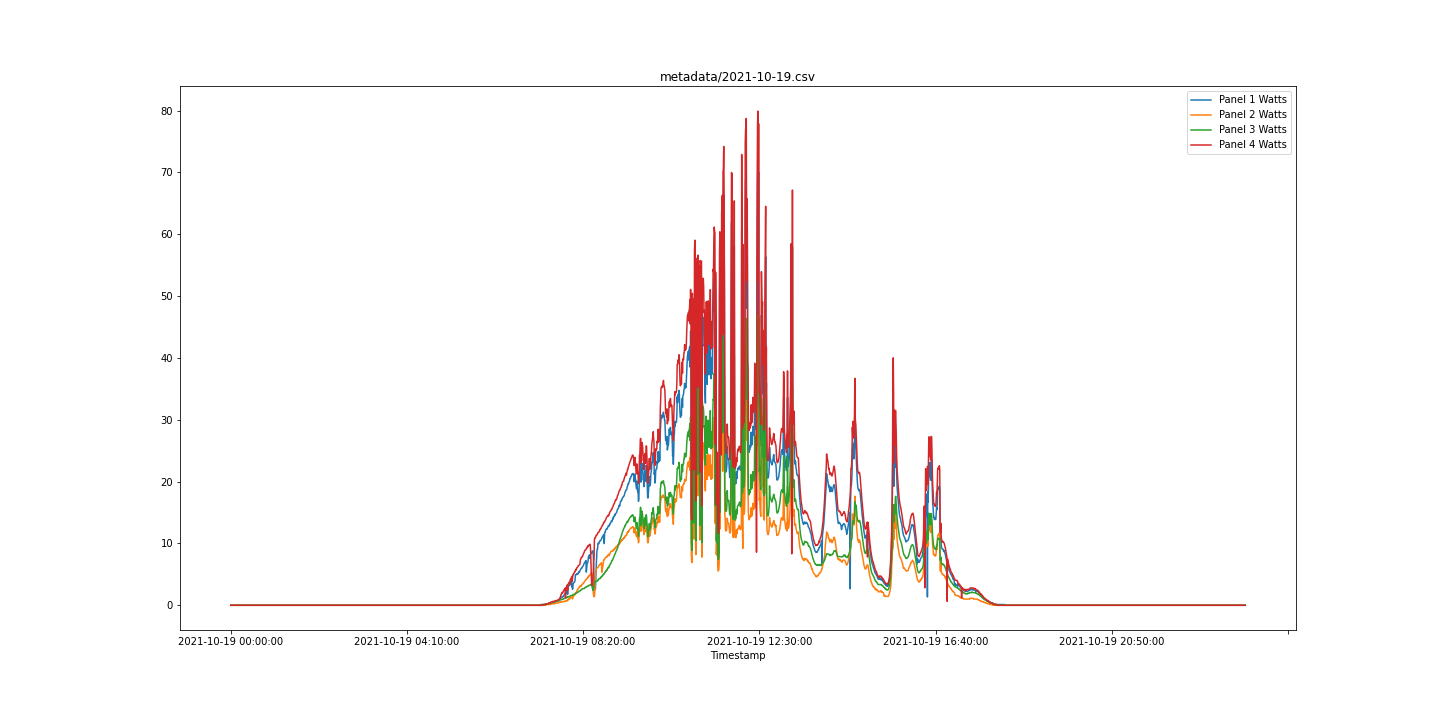 metadata/2021-10-19.csv
Panel 1 Watts
Panel 2 Watts
Panel 3 Watts
Panel 4 Watts
80
70
60
50
40
30
20
10
0
2021-10-19 00:00:00
2021-10-19 04:10:00
2021-10-19 08:20:00
2021-10-19 12:30:00
2021-10-19 16:40:00
2021-10-19 20:50:00
Timestamp